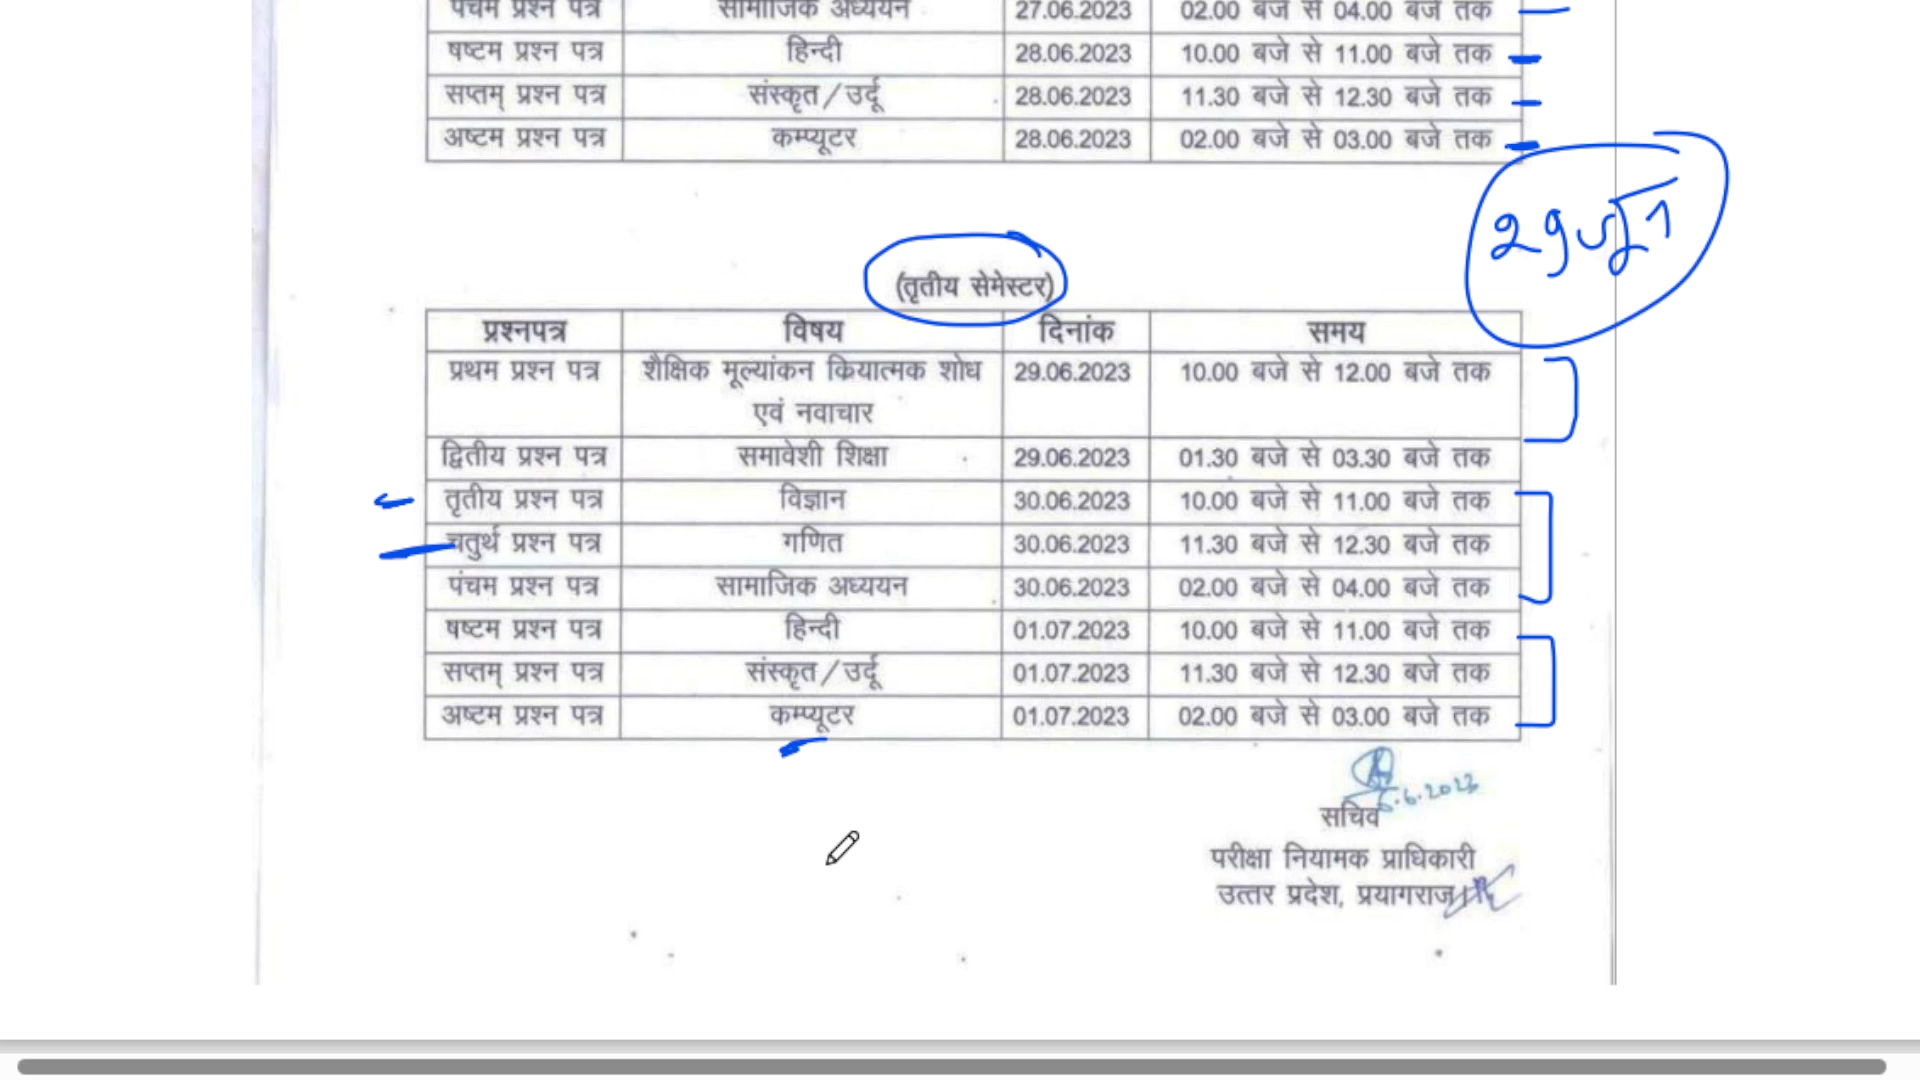 पंचम प्रश्न पत्र सामाजिक अध्ययन 27.06.2023 02.00 बजे से 04.00 बजे तक
षष्टम प्रश्न पत्र हिन्दी 28.06.2023 10.00 बजे से 11.00 बजे तक
सप्तम् प्रश्न पत्र संस्कृत/उर्दू 28.06.2023 11.30 बजे से 12.30 बजे तक
अष्टम प्रश्न पत्र कम्प्यूटर 28.06.2023 02.00 बजे से 03.00 बजे तक
29
(तृतीय सेमेस्टर)
प्रश्नपत्र विषय दिनांक समय
प्रथम प्रश्न पत्र शैक्षिक मूल्यांकन कियात्मक शोध 29.06.2023 10.00 बजे से 12.00 बजे तक
एवं नवाचार
द्वितीय प्रश्न पत्र समावेशी शिक्षा 29.06.2023 01.30 बजे से 03.30 बजे तक
तृतीय प्रश्न पत्र विज्ञान 30.06.2023 10.00 बजे से 11.00 बजे तक
चतुर्थ प्रश्न पत्र गणित 30.06.2023 11.30 बजे से 12.30 बजे तक
पंचम प्रश्न पत्र सामाजिक अध्ययन 30.06.2023 02.00 बजे से 04.00 बजे तक
षष्टम प्रश्न पत्र हिन्दी 01.07.2023 10.00 बजे से 11.00 बजे तक
सप्तम् प्रश्न पत्र संस्कृत/उर्दू 01.07.2023 11.30 बजे से 12.30 बजे तक
अष्टम प्रश्न पत्र कम्प्यूटर 01.07.2023 02.00 बजे से 03.00 बजे तक
6.6.2023
सचिव
परीक्षा नियामक प्राधिकारी
उत्तर प्रदेश, प्रयागराज।